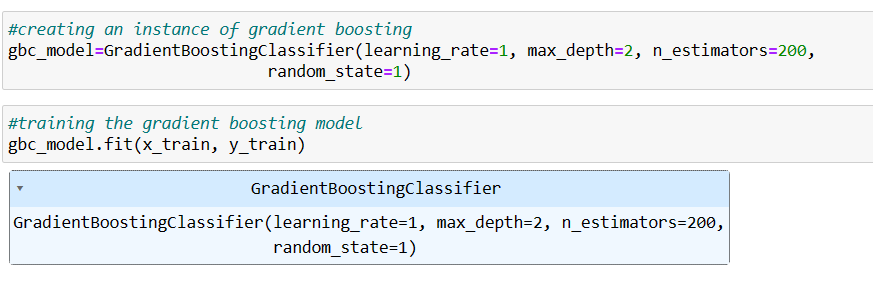 #creating an instance of gradient boosting
gbc_model=GradientBoostingClassifier(learning_rate=1, max_depth=2, n_estimators=200,
random_state=1)
#training the gradient boosting model
gbc_model.fit(x_train, y_train)
GradientBoostingClassifier
GradientBoostingClassifier(learning_rate=1, max_depth=2, n_estimators=200,
random_state=1)